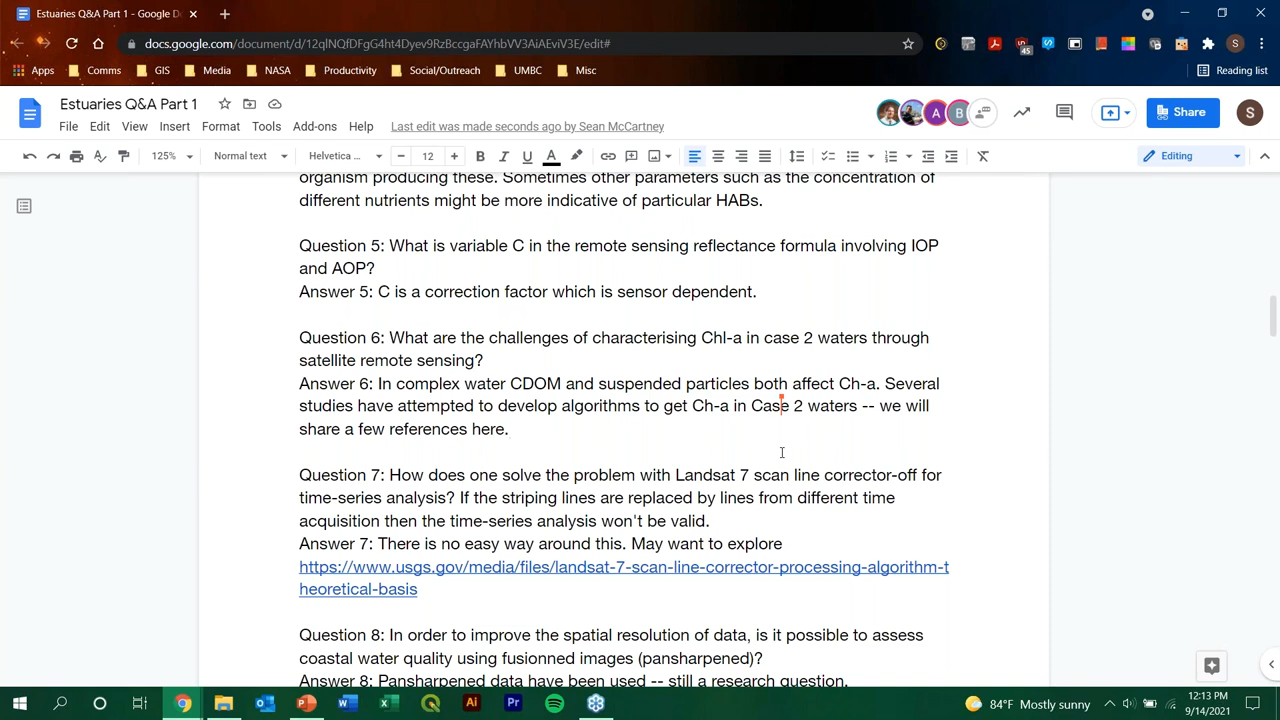 Estuaries Q&A Part 1 - Google D
docs.google.com/document/d/12qlNQfDFgG4ht4Dyev9RzBccgaFAYhbVV3AiAEviV3E/edit#
45
S
Apps
Comms
GIS
Media
NASA
Productivity
Social/Outreach
UMBC
Misc
Reading list
Estuaries Q&A Part 1
A
B
Share
S
File
Edit
View
Insert
Format
Tools
Add-ons
Help
Last edit was made seconds ago by Sean McCartney
125%
Normal text
Helvetica ...
12
B
I
U
A
Editing
organism producing these. Sometimes other parameters such as the concentration of
different nutrients might be more indicative of particular HABs.
Question 5: What is variable C in the remote sensing reflectance formula involving IOP
and AOP?
Answer 5: C is a correction factor which is sensor dependent.
Question 6: What are the challenges of characterising Chl-a in case 2 waters through
satellite remote sensing?
Answer 6: In complex water CDOM and suspended particles both affect Ch-a. Several
studies have attempted to develop algorithms to get Ch-a in Case 2 waters -- we will
share a few references here.
Question 7: How does one solve the problem with Landsat 7 scan line corrector-off for
time-series analysis? If the striping lines are replaced by lines from different time
acquisition then the time-series analysis won't be valid.
Answer 7: There is no easy way around this. May want to explore
https://www.usgs.gov/media/files/landsat-7-scan-line-corrector-processing-algorithm-t
heoretical-basis
Question 8: In order to improve the spatial resolution of data, is it possible to assess
coastal water quality using fusionned images (pansharpened)?
Answer 8: Pansharpened data have been used -- still a research question.
84°F Mostly sunny
12:13 PM
9/14/2021